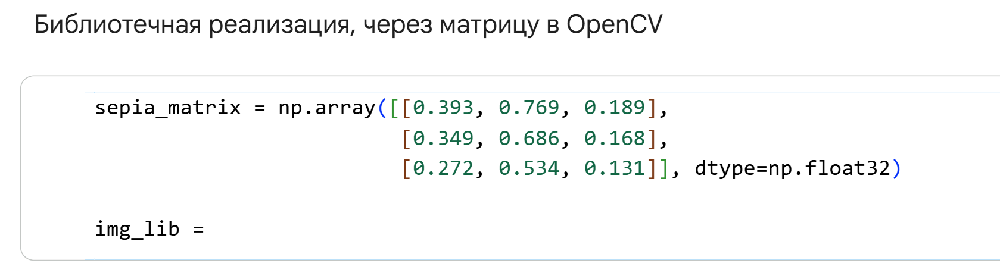 Библиотечная реализация, через матрицу в OpenCV
sepia_matrix = np.array([[0.393, 0.769, 0.189],
[0.349, 0.686, 0.168],
[0.272, 0.534, 0.131]], dtype=np.float32)
img_lib =